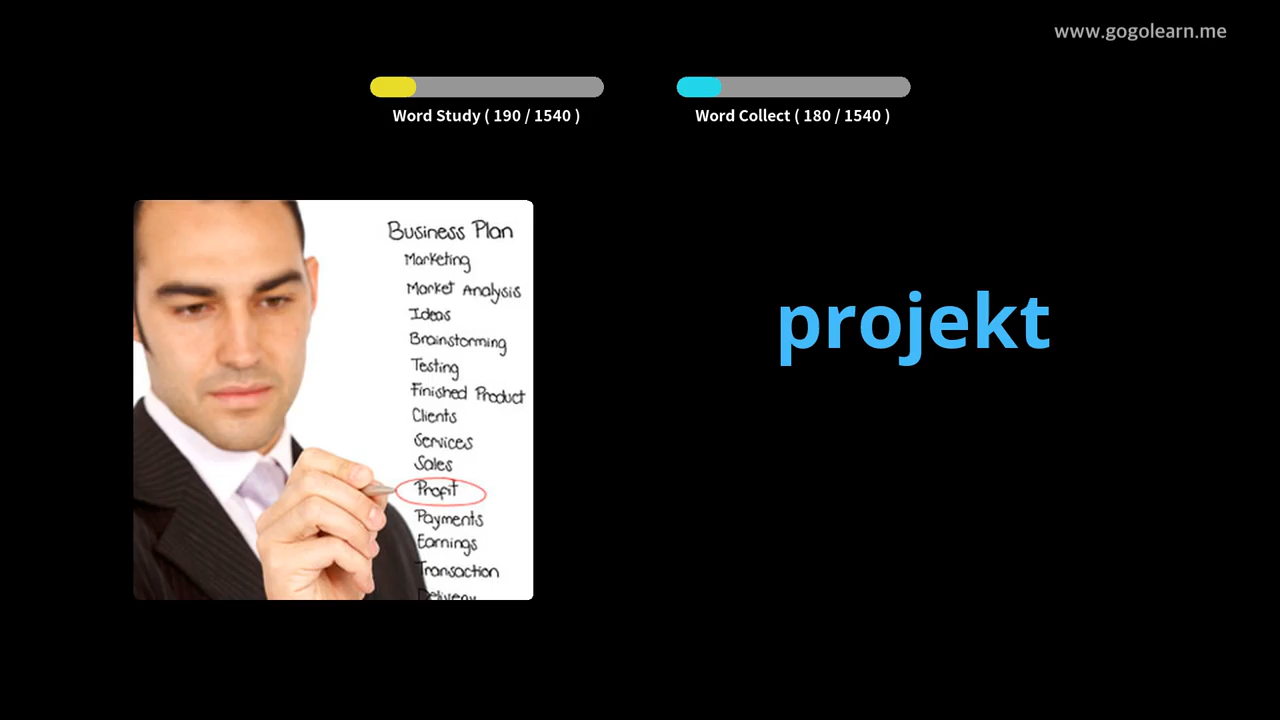 www.gogolearn.me
Word Study ( 190 / 1540 )
Word Collect ( 180 / 1540 )
Business Plan
Marketing
Market Analysis
Ideas
Brainstorming
Testing
Finished Product
Clients
Services
Sales
Profit
Payments
Earnings
Transaction
Delivery
projekt